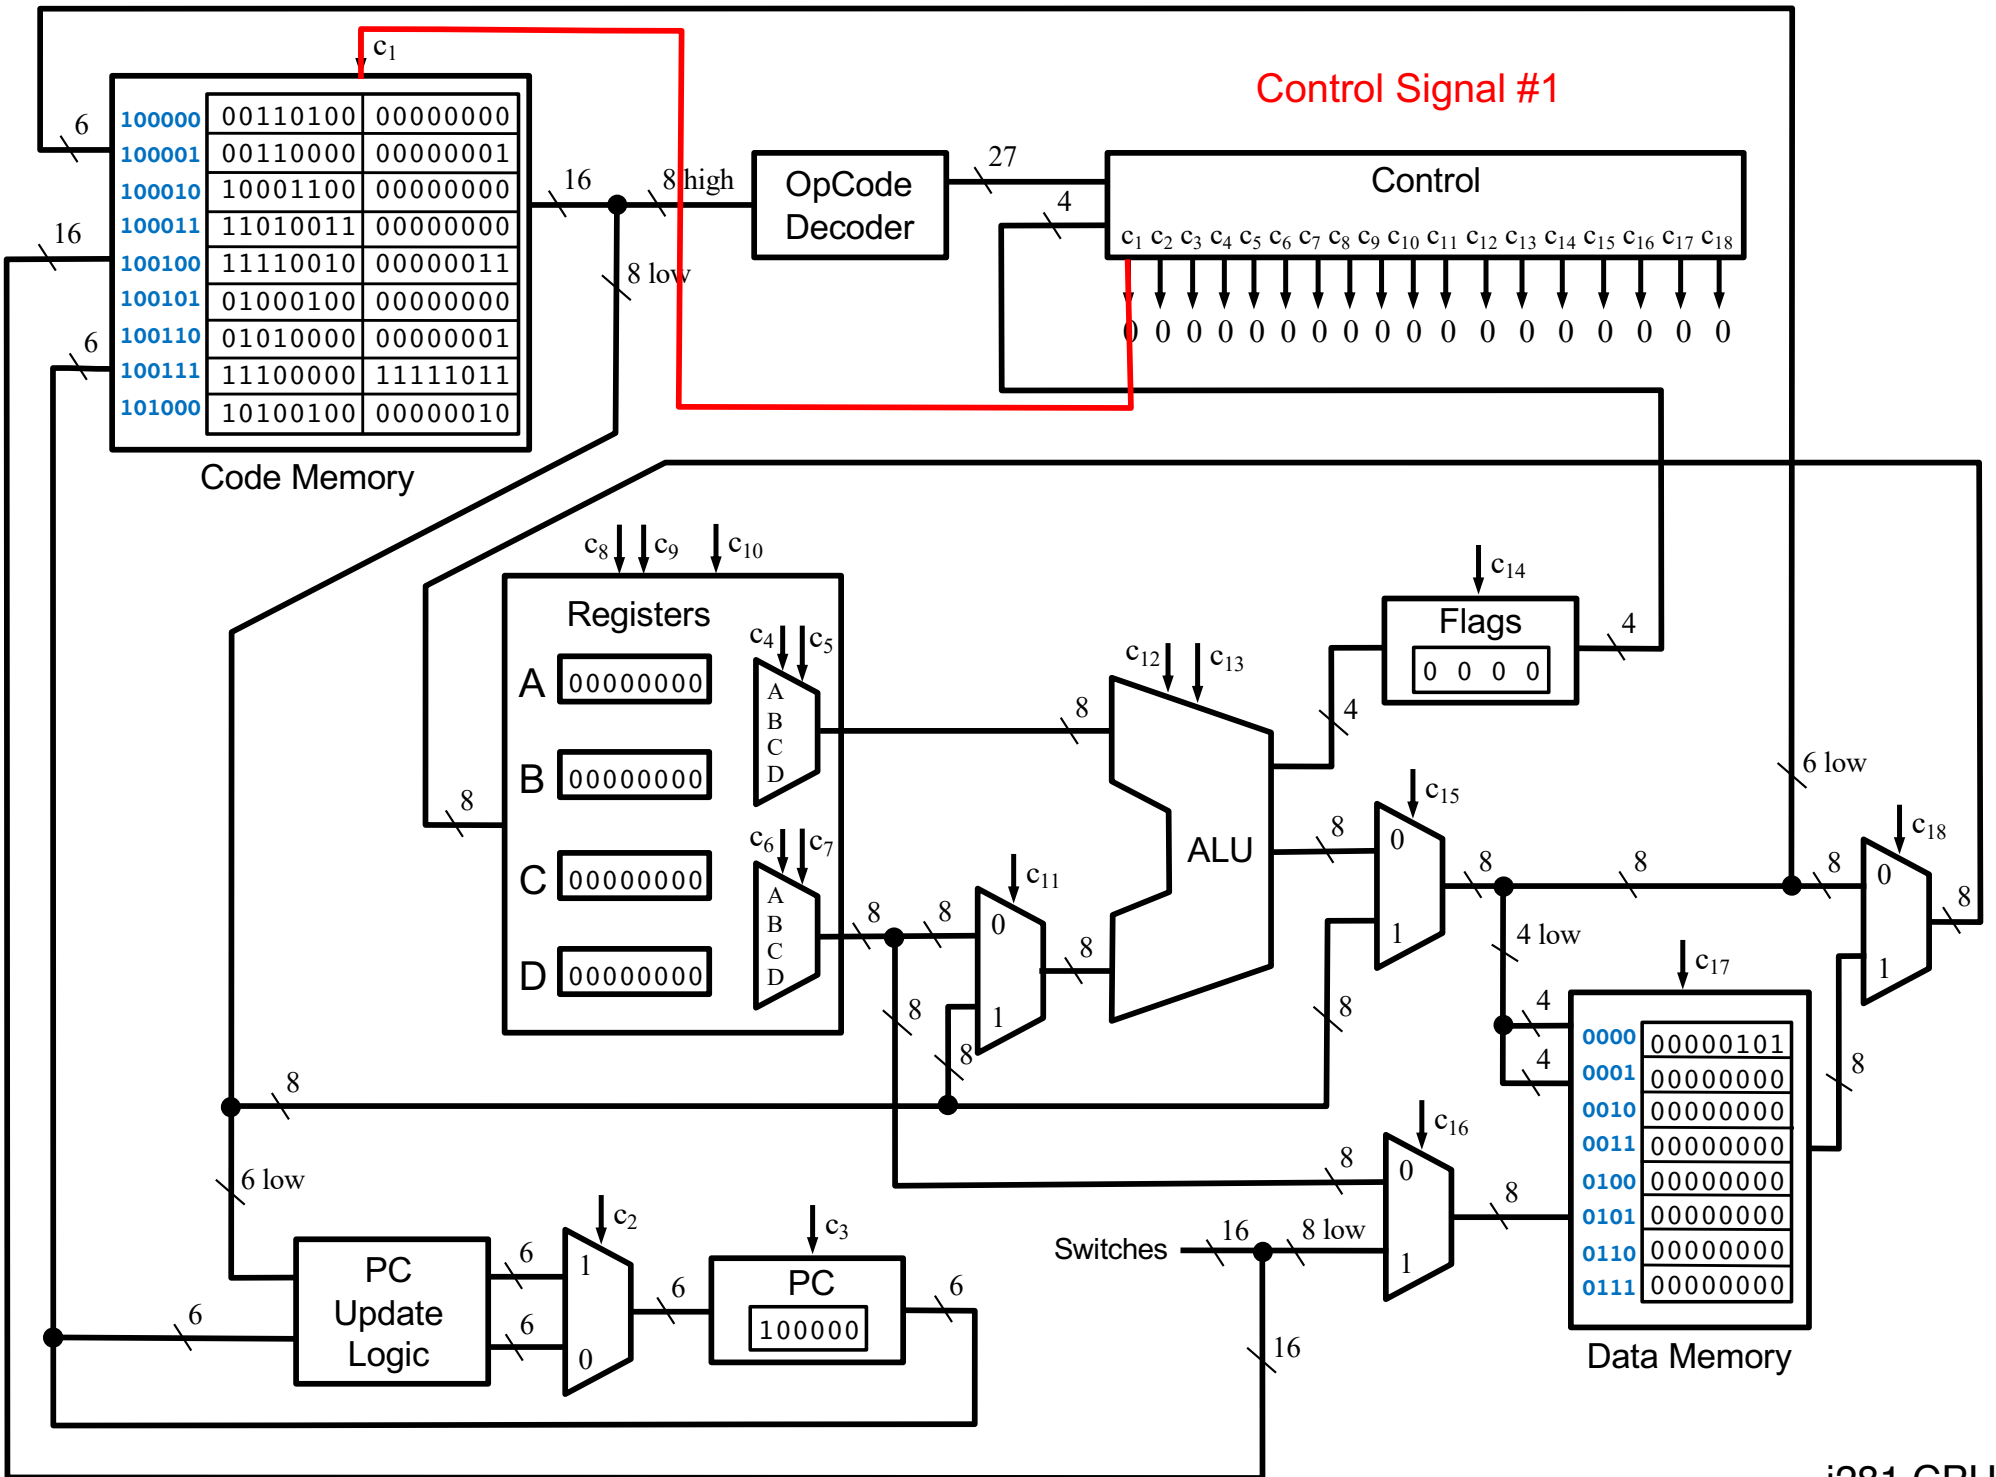 c1
Control Signal #1
6
16
6
100000 00110100 00000000
100001 00110000 00000001
100010 10001100 00000000
100011 11010011 00000000
100100 11110010 00000011
100101 01000100 00000000
100110 01010000 00000001
100111 11100000 11111011
101000 10100100 00000010
Code Memory
16
8 high
8 low
OpCode
Decoder
27
4
Control
c1 c2 c3 c4 c5 c6 c7 c8 c9 c10 c11 c12 c13 c14 c15 c16 c17 c18
0 0 0 0 0 0 0 0 0 0 0 0 0 0 0 0 0 0
c8 c9 c10
Registers
A 00000000
B 00000000
C 00000000
D 00000000
8
c4 c5
A
B
C
D
c6 c7
A
B
C
D
8
8
8
8
8
c11
0
1
8
c12 c13
ALU
4
c14
Flags
0 0 0 0
4
8
8
c15
0
1
8
8
8
6 low
4 low
4
4
c18
0
1
8
c17
0000 00000101
0001 00000000
0010 00000000
0011 00000000
0100 00000000
0101 00000000
0110 00000000
0111 00000000
Data Memory
8
8
6 low
6
PC
Update
Logic
6
6
c2
1
0
6
c3
PC
100000
6
Switches
16
8 low
16
8
c16
0
1
8